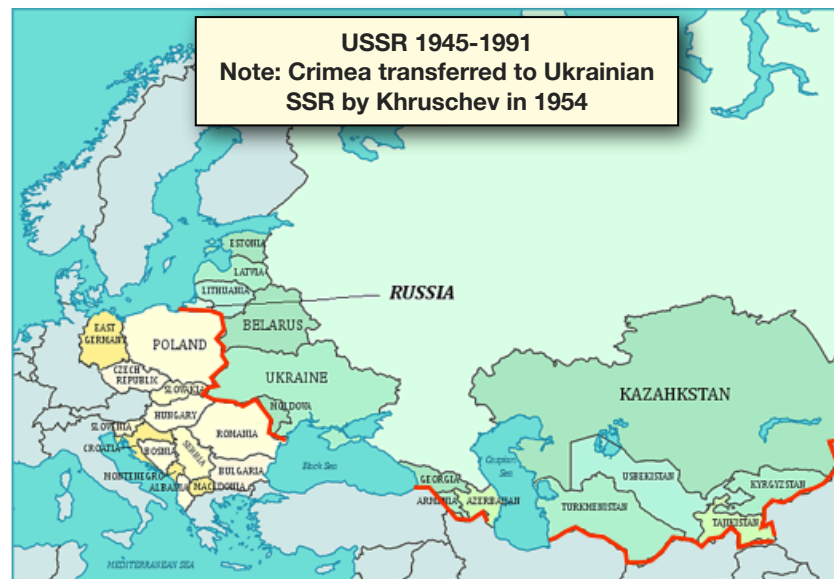 USSR 1945-1991
Note: Crimea transferred to Ukrainian
SSR by Khruschev in 1954
ESTONIA
LATVIA
LITHUANIA
RUSSIA
BELARUS
EAST
GERMANY
POLAND
UKRAINE
CZECH
REPUBLIC
SLOVAKIA
KAZAHKSTAN
MOLDOVA
HUNGARY
SLOVENIA
ROMANIA
CROATIA
BOSNIA
SERBIA
Black Sea
Caspian
Sea
BULGARIA
MONTENEGRO
ALBANIA
MACEDONIA
GEORGIA
ARMENIA
AZERBAIJAN
UZBEKISTAN
KYRGYZSTAN
TURKMENISTAN
TAJIKISTAN
MEDITERRANEAN SEA